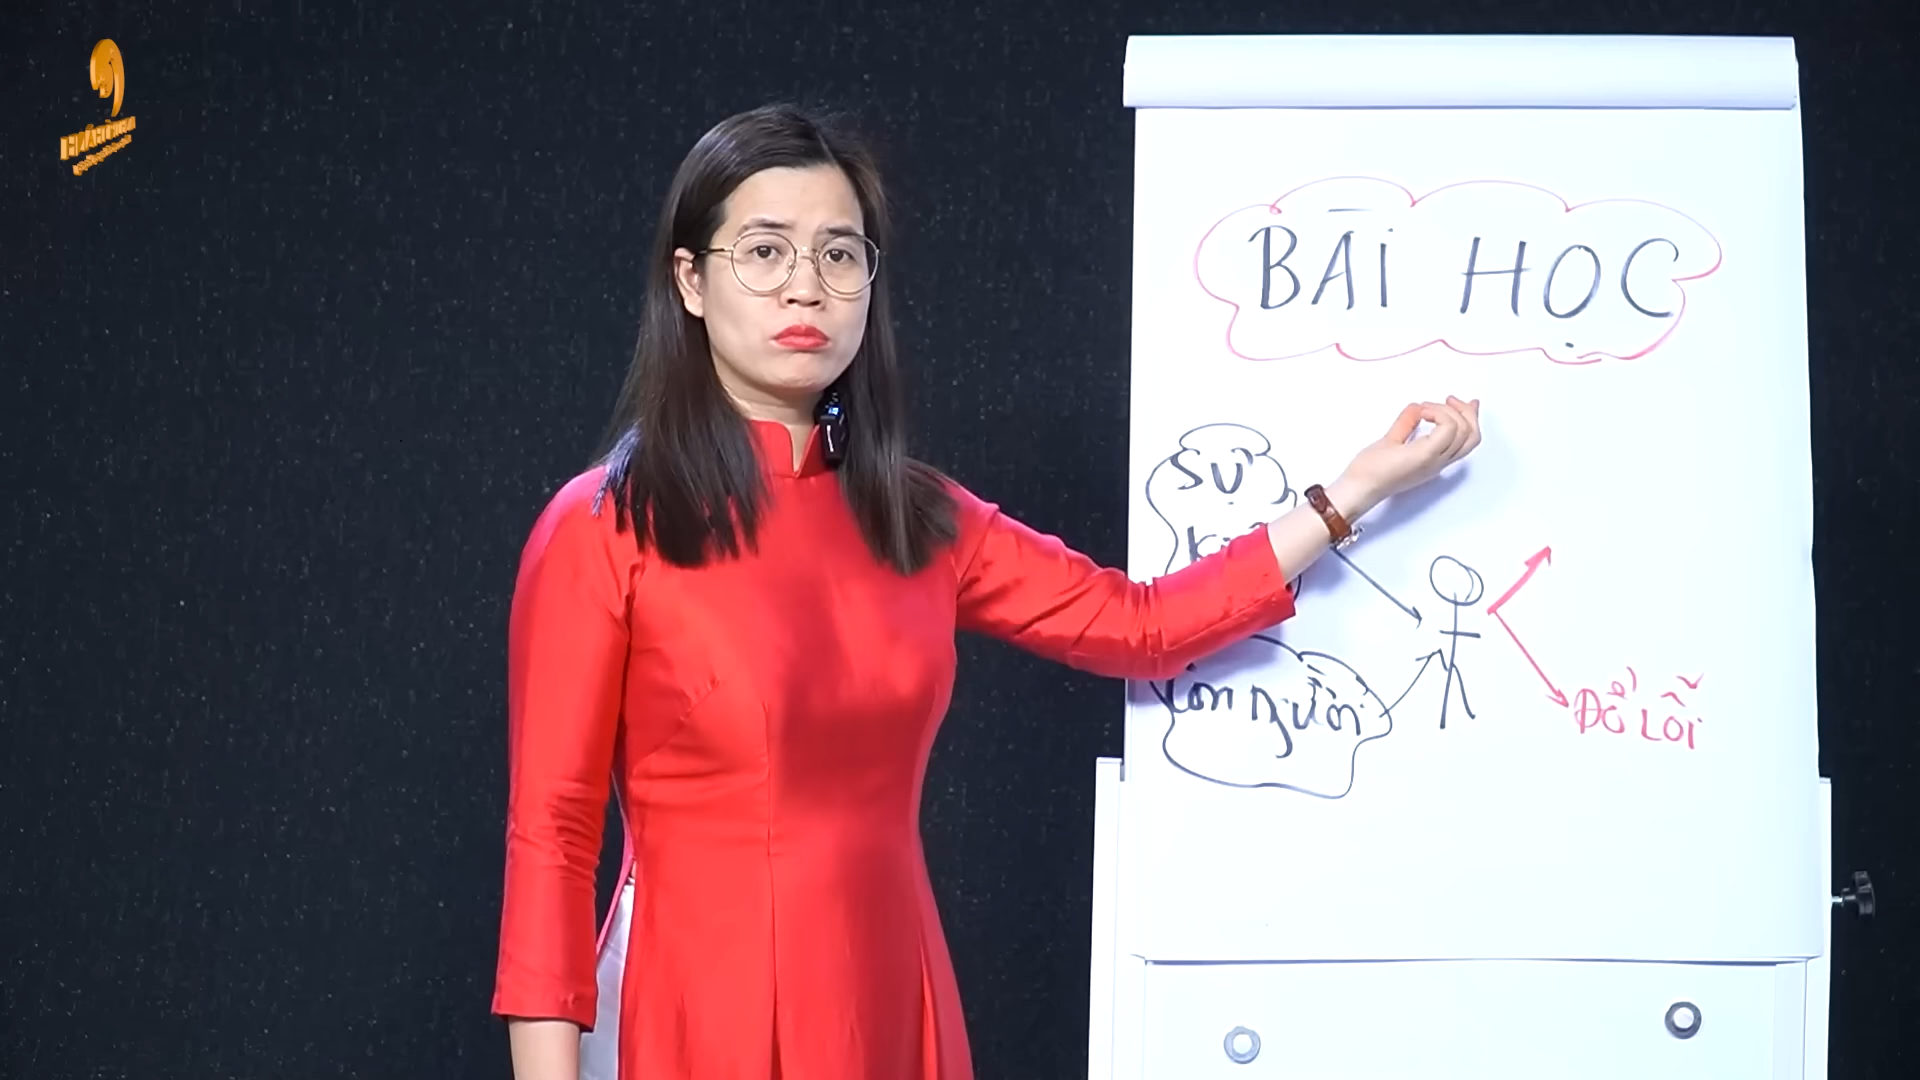 BÀI HỌC
SỰ
CON NGƯỜI
ĐỔ LỖI